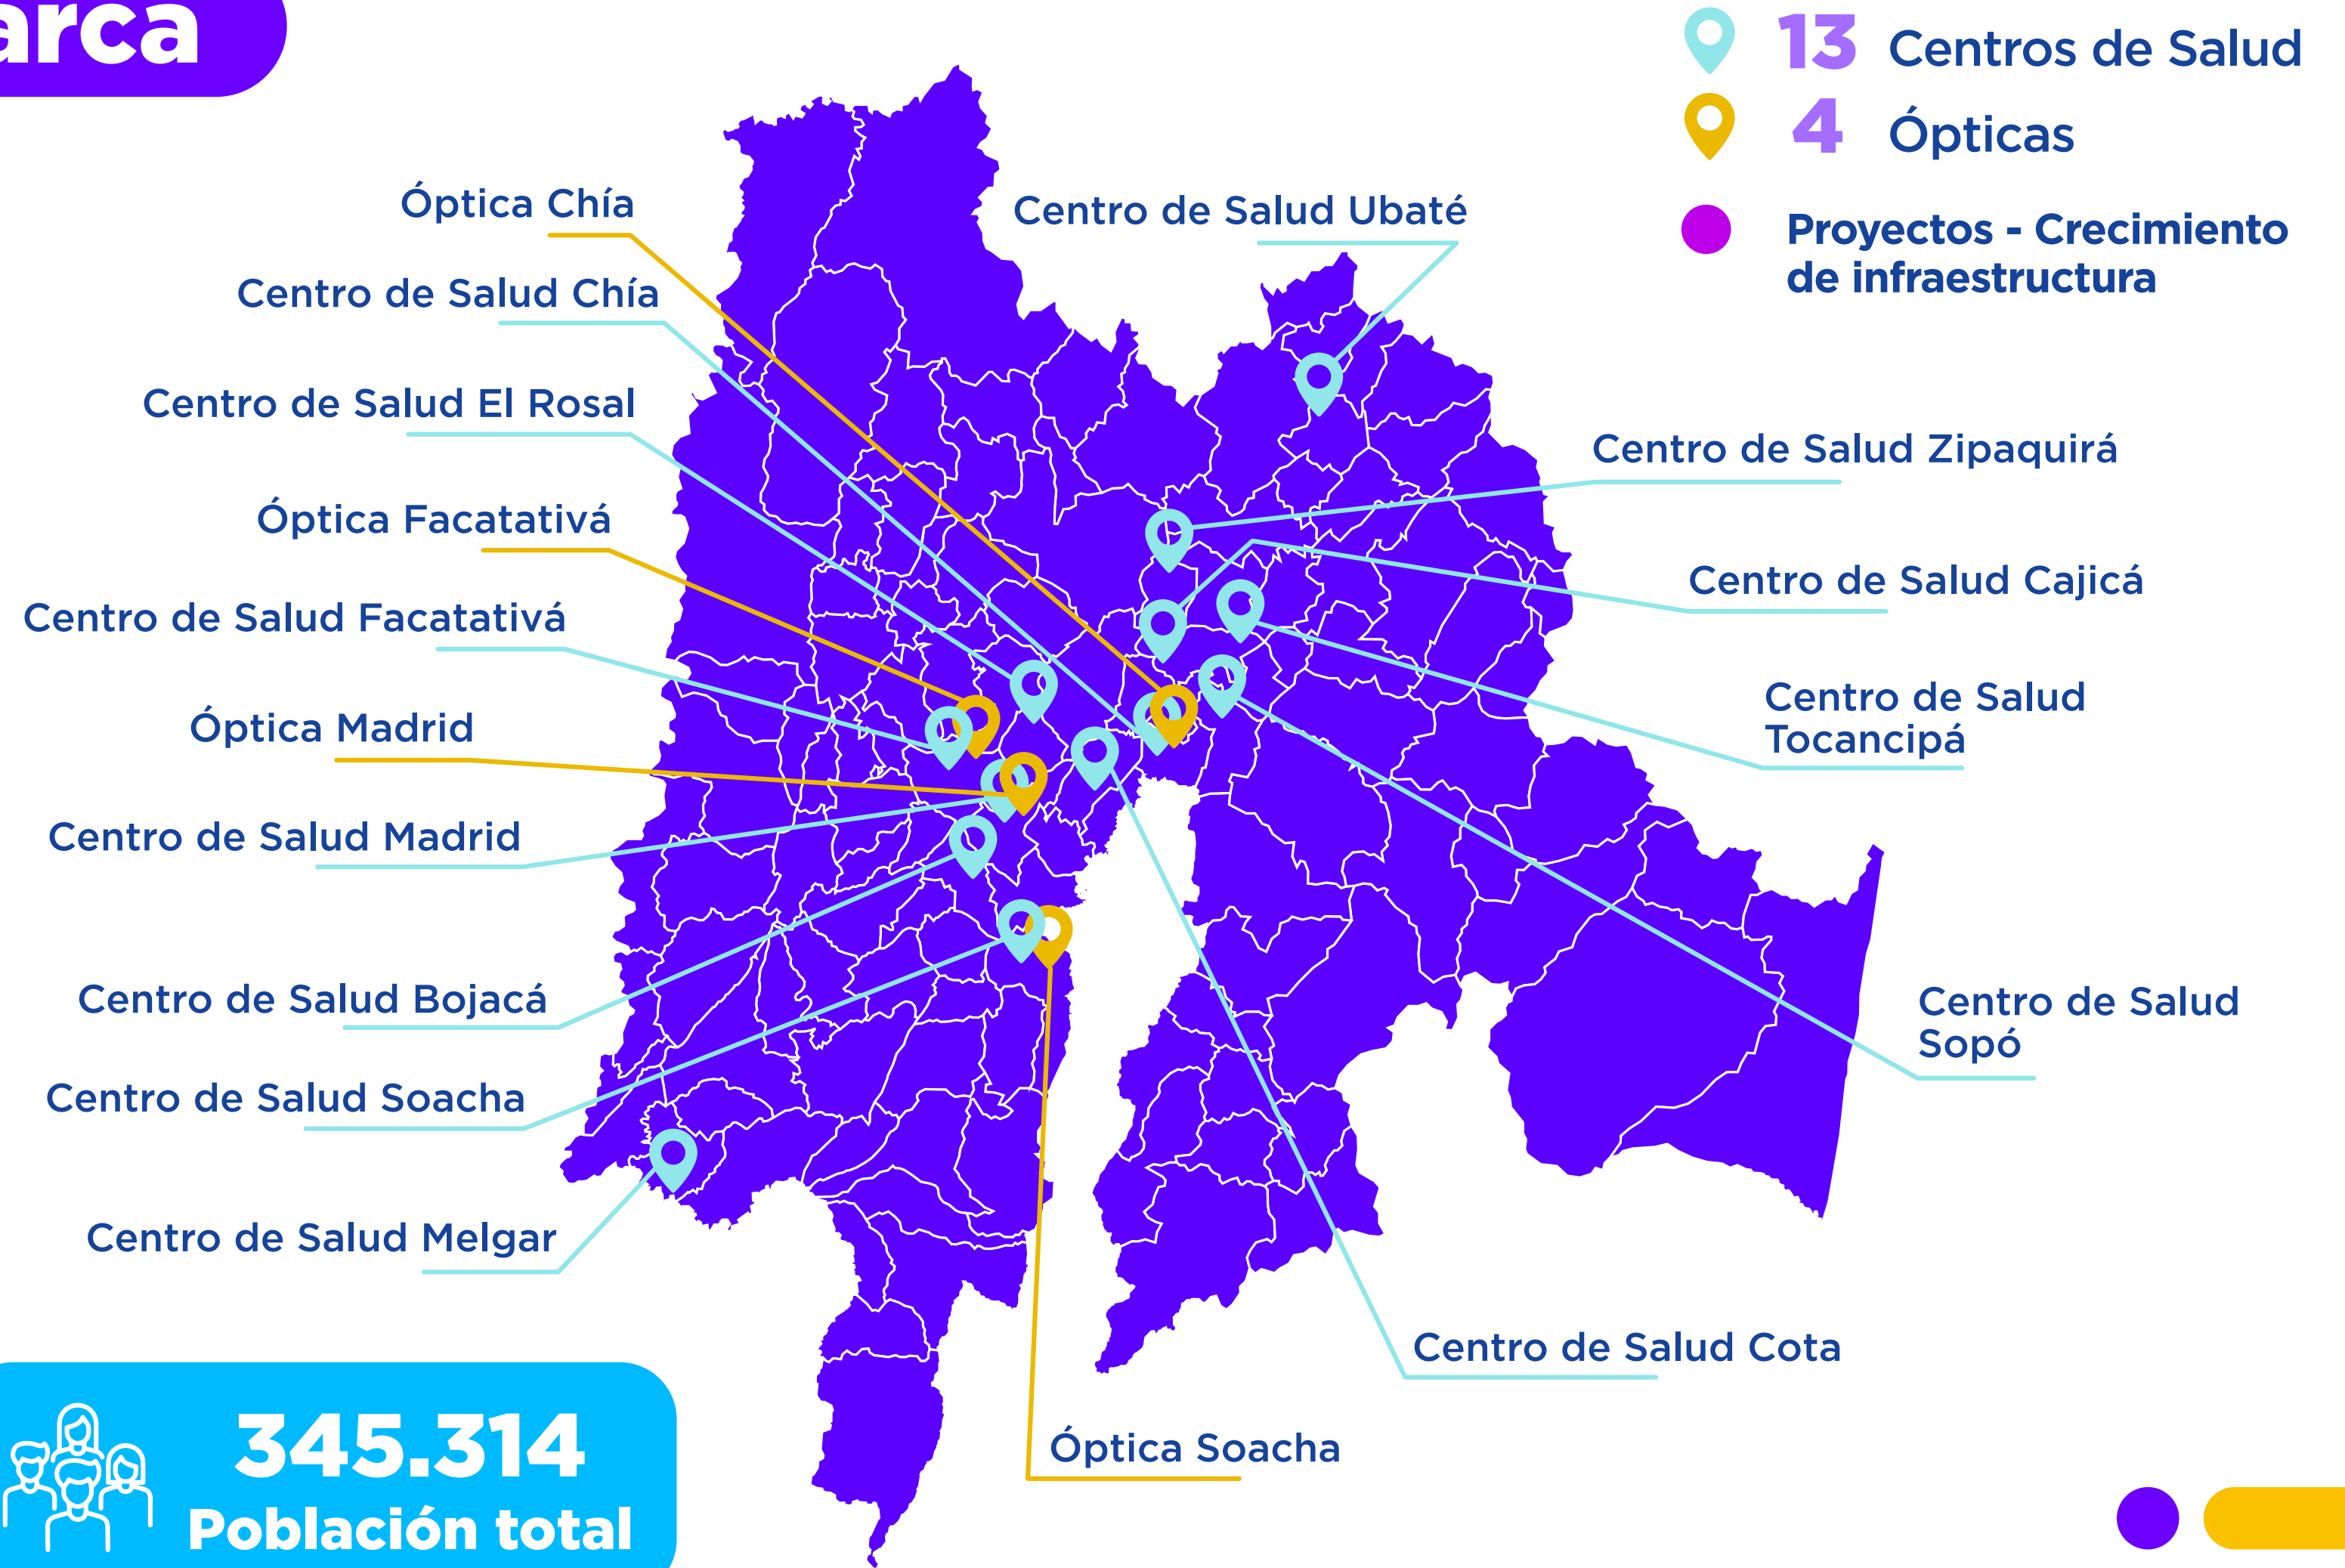 arca
13 Centros de Salud
4 Ópticas
Proyectos - Crecimiento
de infraestructura
Óptica Chía
Centro de Salud Ubaté
Centro de Salud Chía
Centro de Salud El Rosal
Centro de Salud Zipaquirá
Óptica Facatativá
Centro de Salud Cajicá
Centro de Salud Facatativá
Centro de Salud
Tocancipá
Óptica Madrid
Centro de Salud Madrid
Centro de Salud Bojacá
Centro de Salud
Sopó
Centro de Salud Soacha
Centro de Salud Melgar
Centro de Salud Cota
Óptica Soacha
345.314
Población total